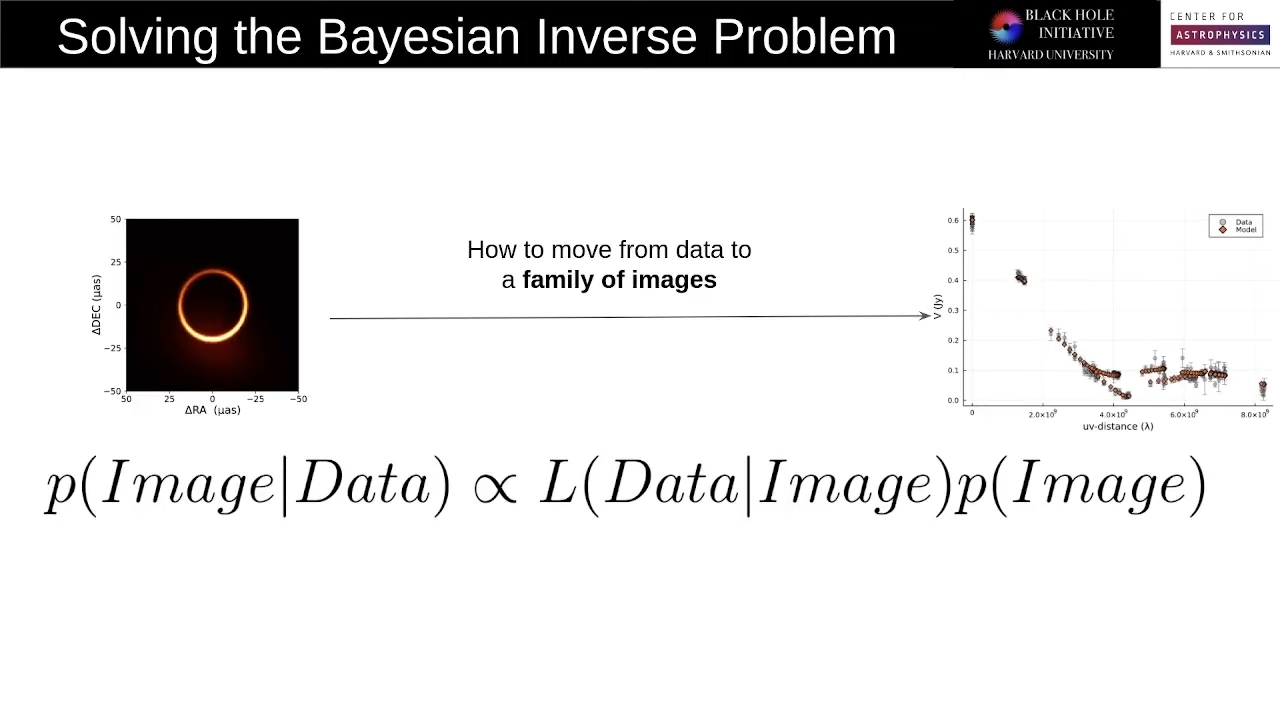 Solving the Bayesian Inverse Problem
BLACK HOLE
INITIATIVE
HARVARD UNIVERSITY
CENTER FOR
ASTROPHYSICS
HARVARD & SMITHSONIAN
How to move from data to
a family of images
50
25
0
−25
−50
ΔDEC (μas)
50 25 0 −25 −50
ΔRA (μas)
Data
Model
0.6
0.5
0.4
0.3
0.2
0.1
0.0
V (Jy)
0 2.0×10⁹ 4.0×10⁹ 6.0×10⁹ 8.0×10⁹
uv-distance (λ)
p(Image|Data) ∝ L(Data|Image)p(Image)